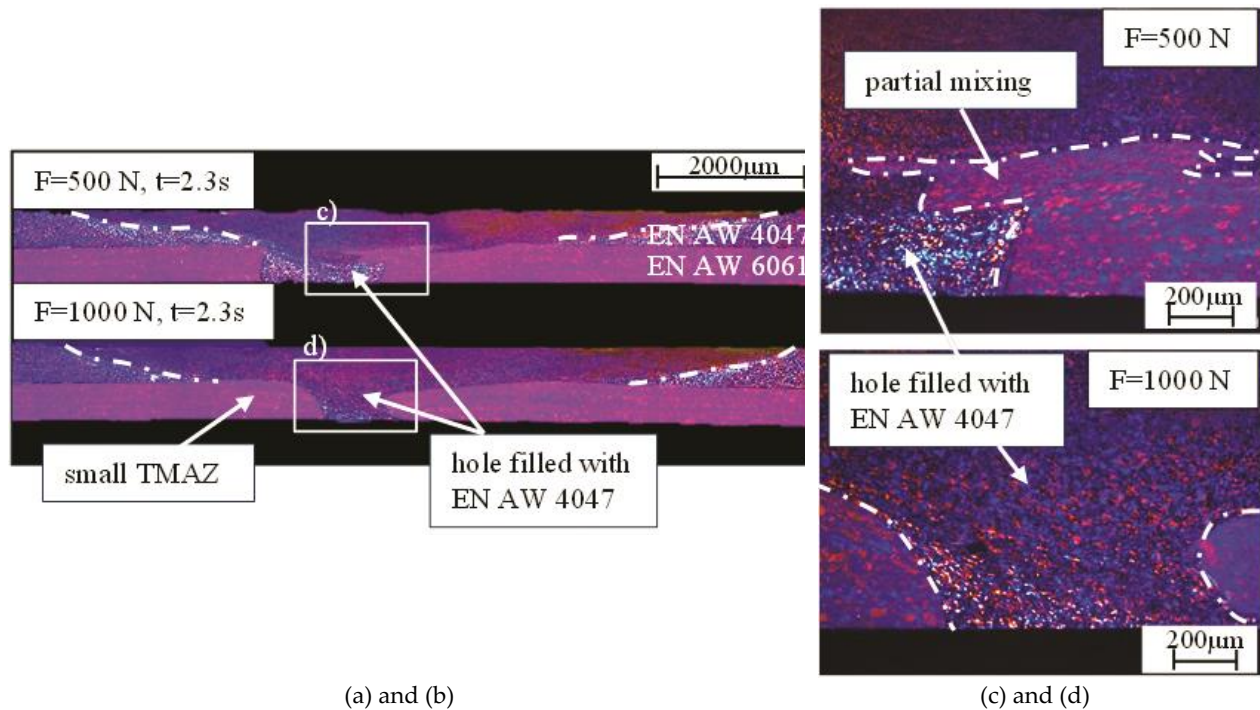 F=500 N, t=2.3s
2000µm
c)
EN AW 4047
EN AW 6061
F=1000 N, t=2.3s
d)
small TMAZ
hole filled with
EN AW 4047
(a) and (b)
F=500 N
partial mixing
200µm
hole filled with
EN AW 4047
F=1000 N
200µm
(c) and (d)